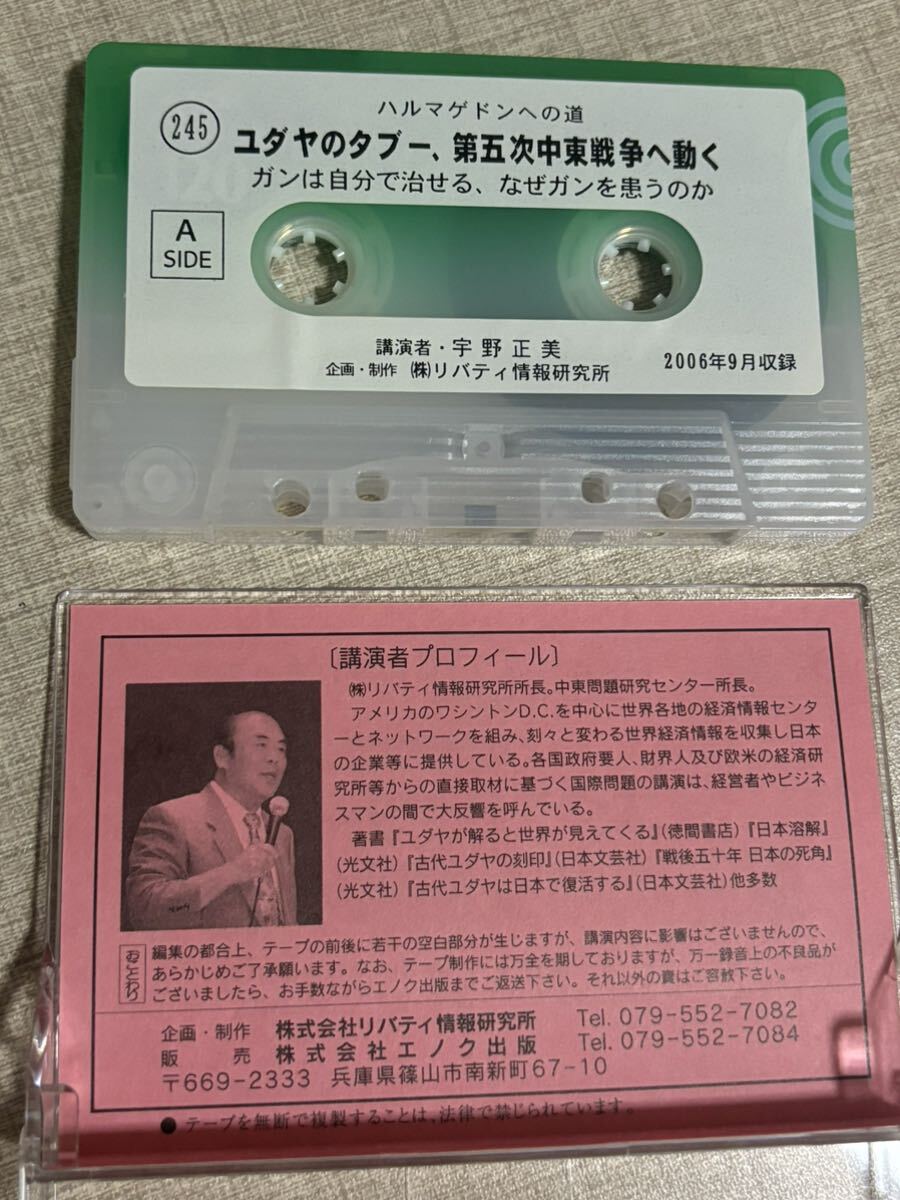 ハルマゲドンへの道
245
ユダヤのタブー、第五次中東戦争へ動く
ガンは自分で治せる、なぜガンを患うのか
A
SIDE
講演者・宇野正美
企画・制作 (株)リバティ情報研究所
2006年9月収録
〔講演者プロフィール〕
㈱リバティ情報研究所所長。中東問題研究センター所長。
アメリカのワシントンD.C.を中心に世界各地の経済情報センタ
ーとネットワークを組み、刻々と変わる世界経済情報を収集し日本
の企業等に提供している。各国政府要人、財界人及び欧米の経済研
究所等からの直接取材に基づく国際問題の講演は、経営者やビジネ
スマンの間で大反響を呼んでいる。
著書『ユダヤが解ると世界が見えてくる』(徳間書店)『日本溶解』
(光文社)『古代ユダヤの刻印』(日本文芸社)『戦後五十年 日本の死角』
(光文社)『古代ユダヤは日本で復活する』(日本文芸社)他多数
おことわり
編集の都合上、テープの前後に若干の空白部分が生じますが、講演内容に影響はございませんので、
あらかじめご了承願います。なお、テープ制作には万全を期しておりますが、万一録音上の不良品が
ございましたら、お手数ながらエノク出版までご返送下さい。それ以外の責はご容赦下さい。
企画・制作 株式会社リバティ情報研究所 Tel. 079-552-7082
販売 株式会社エノク出版 Tel. 079-552-7084
〒669-2333 兵庫県篠山市南新町67-10
●テープを無断で複製することは、法律で禁じられています。